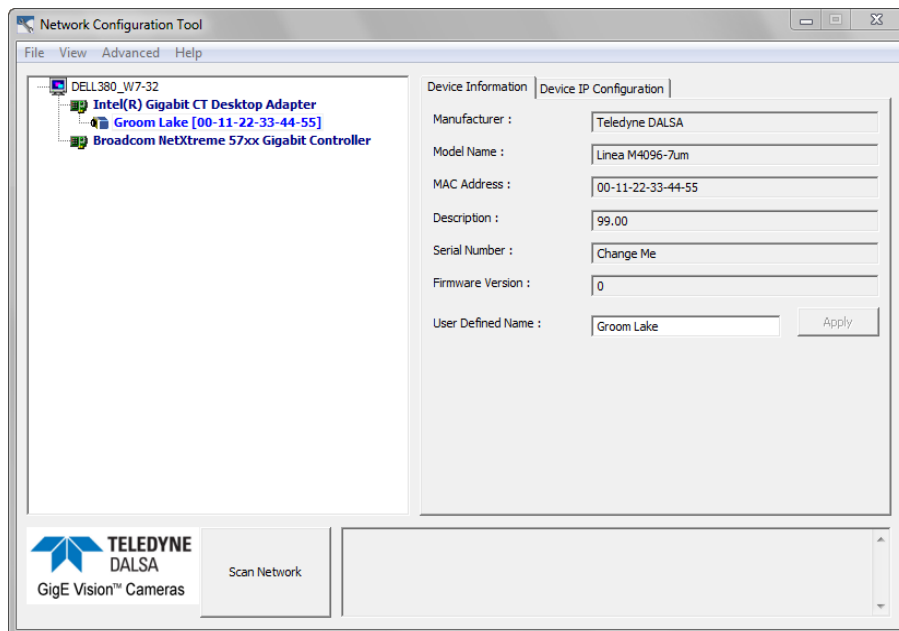 Network Configuration Tool
File View Advanced Help
DELL380_W7-32
Intel(R) Gigabit CT Desktop Adapter
Groom Lake [00-11-22-33-44-55]
Broadcom NetXtreme 57xx Gigabit Controller
Device Information Device IP Configuration
Manufacturer : Teledyne DALSA
Model Name : Linea M4096-7um
MAC Address : 00-11-22-33-44-55
Description : 99.00
Serial Number : Change Me
Firmware Version : 0
User Defined Name : Groom Lake Apply
TELEDYNE
DALSA
GigE Vision™ Cameras
Scan Network